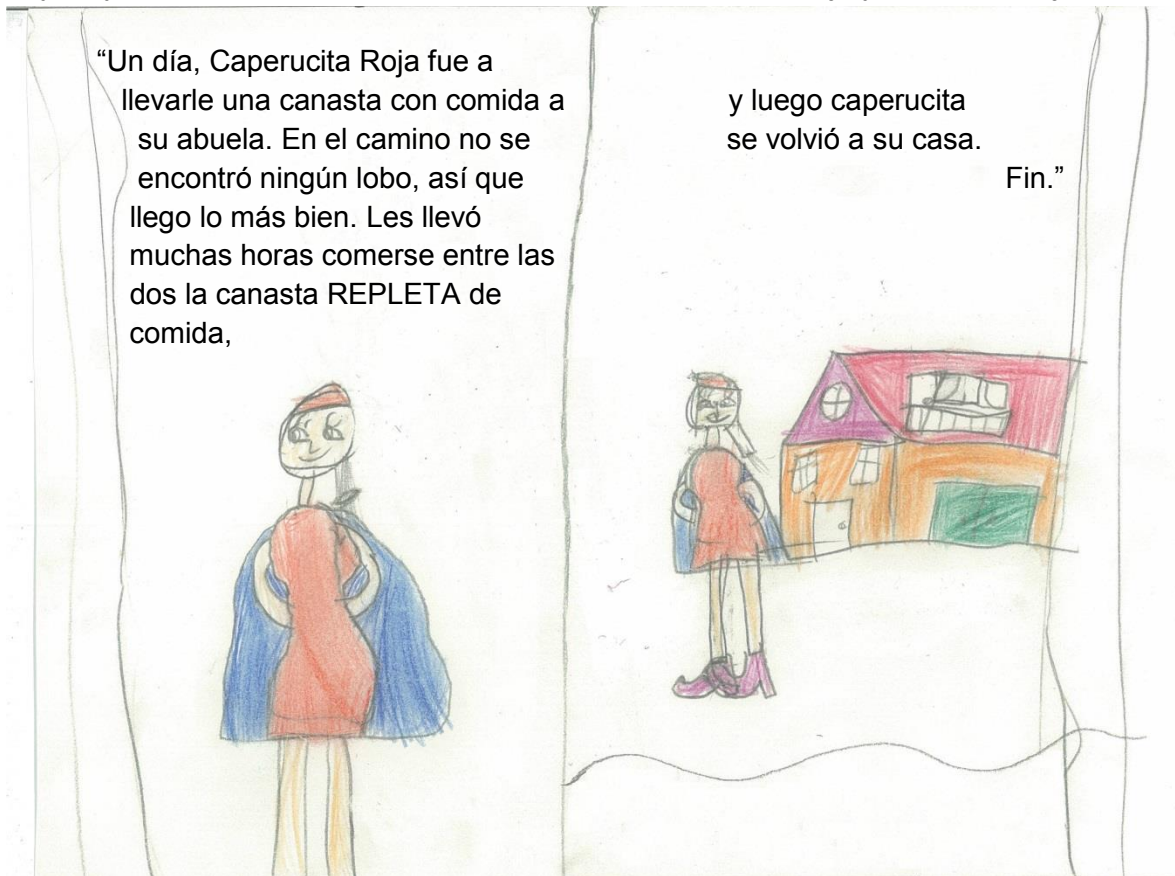 “Un día, Caperucita Roja fue a
llevarle una canasta con comida a
su abuela. En el camino no se
encontró ningún lobo, así que
llego lo más bien. Les llevó
muchas horas comerse entre las
dos la canasta REPLETA de
comida,
y luego caperucita
se volvió a su casa.
Fin.”